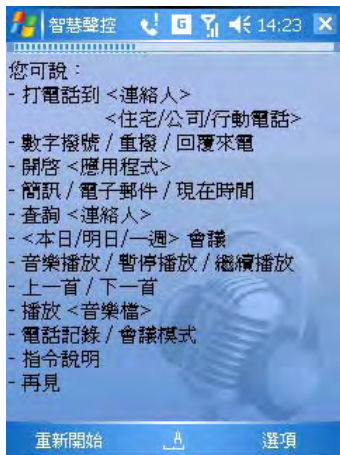 智慧聲控 G 14:23
您可說：
- 打電話到 <連絡人>
<住宅/公司/行動電話>
- 數字撥號 / 重撥 / 回覆來電
- 開啟 <應用程式>
- 簡訊 / 電子郵件 / 現在時間
- 查詢 <連絡人>
- <本日/明日/一週> 會議
- 音樂播放 / 暫停播放 / 繼續播放
- 上一首 / 下一首
- 播放 <音樂檔>
- 電話記錄 / 會議模式
- 指令說明
- 再見
重新開始 A 選項